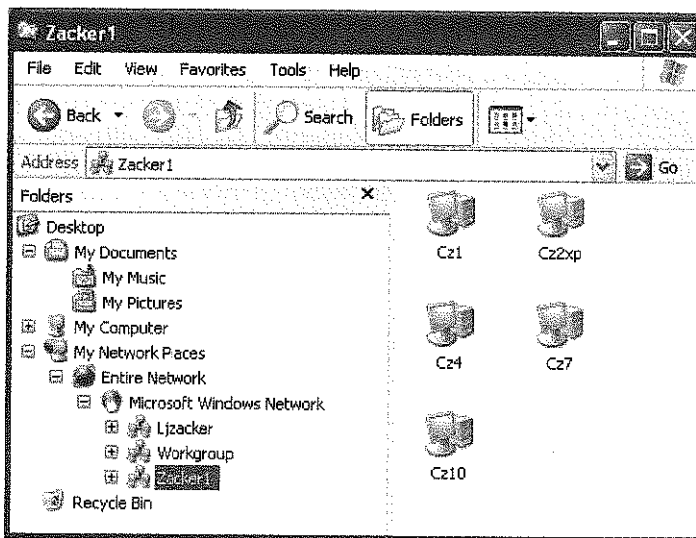 Zacker1
File Edit View Favorites Tools Help
Back Search Folders
Address Zacker1 Go
Folders
Desktop
My Documents
My Music
My Pictures
My Computer
My Network Places
Entire Network
Microsoft Windows Network
Ljzacker
Workgroup
Zacker1
Recycle Bin
Cz1 Cz2xp
Cz4 Cz7
Cz10